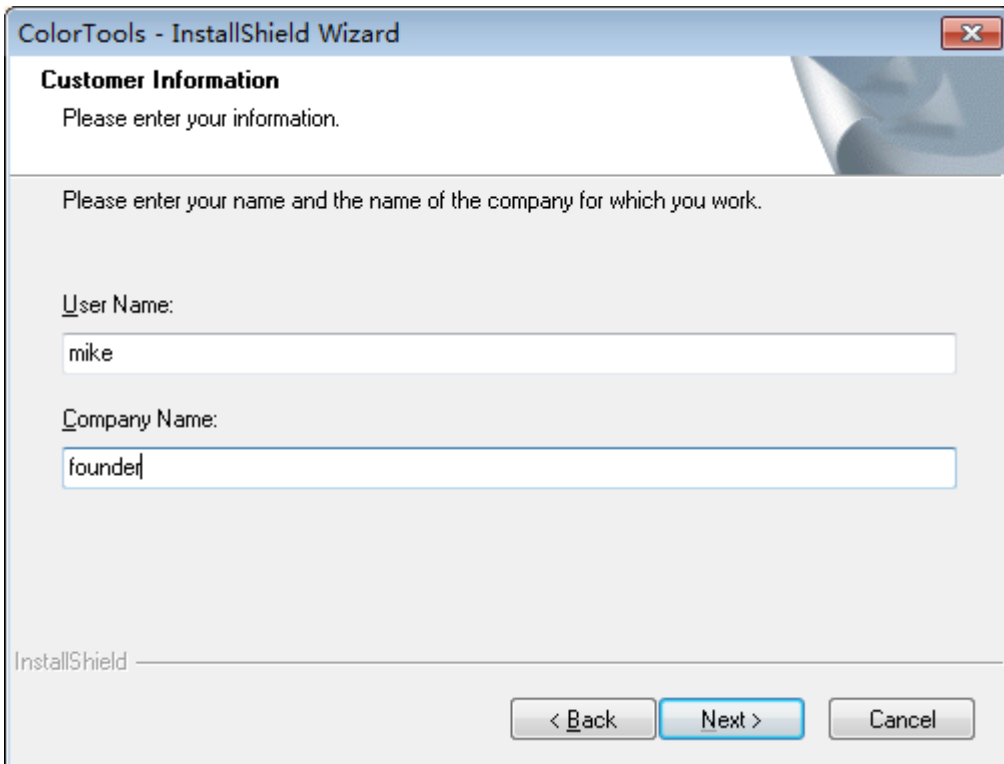 ColorTools - InstallShield Wizard
Customer Information
Please enter your information.
Please enter your name and the name of the company for which you work.
User Name:
mike
Company Name:
founder
InstallShield
< Back Next > Cancel